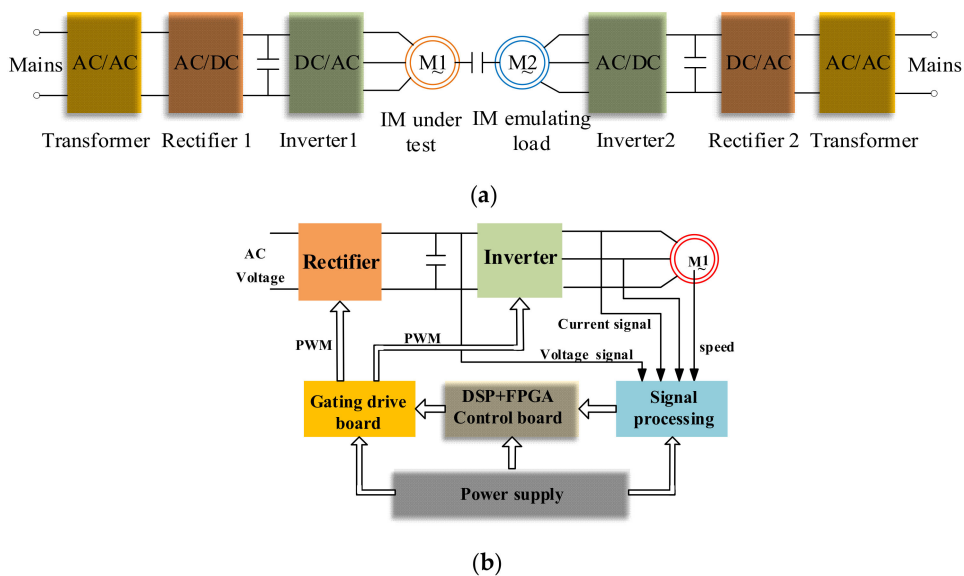 Mains AC/AC AC/DC DC/AC M1 ~ M2 ~ AC/DC DC/AC AC/AC Mains
Transformer Rectifier 1 Inverter1 IM under test IM emulating load Inverter2 Rectifier 2 Transformer
(a)
AC Voltage
Rectifier
Inverter
M1 ~
PWM
PWM
Current signal
Voltage signal
speed
Gating drive board
DSP+FPGA Control board
Signal processing
Power supply
(b)